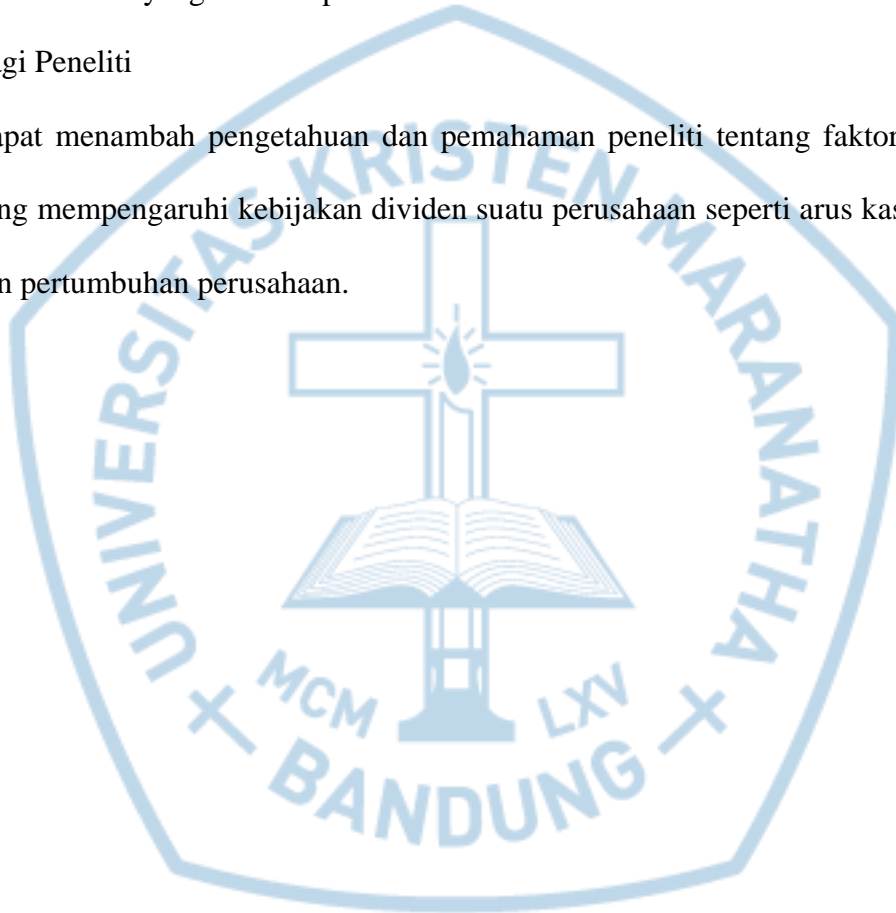 agi Peneliti
apat menambah pengetahuan dan pemahaman peneliti tentang faktor
ng mempengaruhi kebijakan dividen suatu perusahaan seperti arus kas
n pertumbuhan perusahaan.
UNIVERSITAS KRISTEN MARANATHA
MCM LXV
+ BANDUNG +